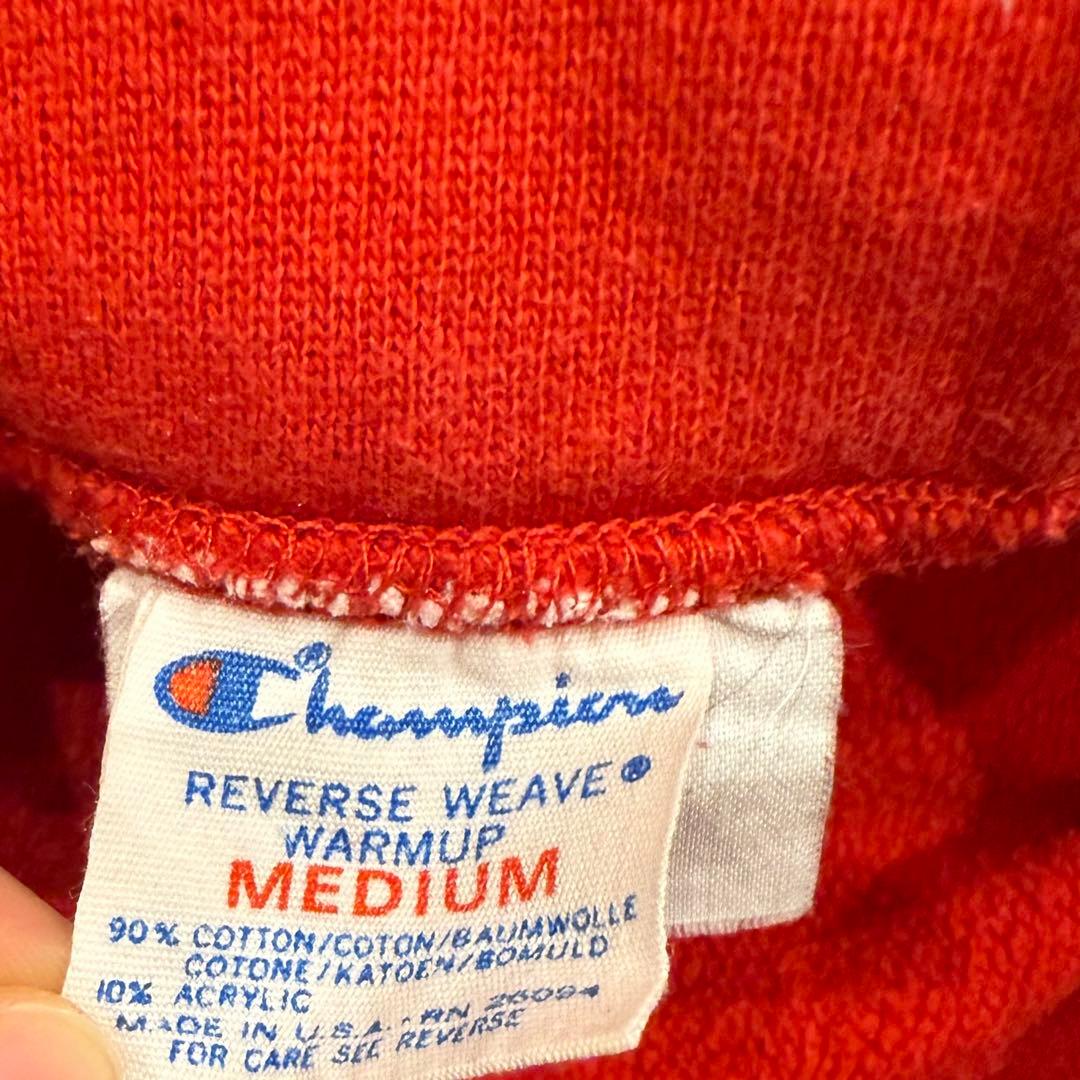 Champion®
REVERSE WEAVE®
WARMUP
MEDIUM
90% COTTON/COTON/BAUMWOLLE
COTONE/KATOEN/BOMULD
10% ACRYLIC
MADE IN U.S.A. - RN 26094
FOR CARE SEE REVERSE